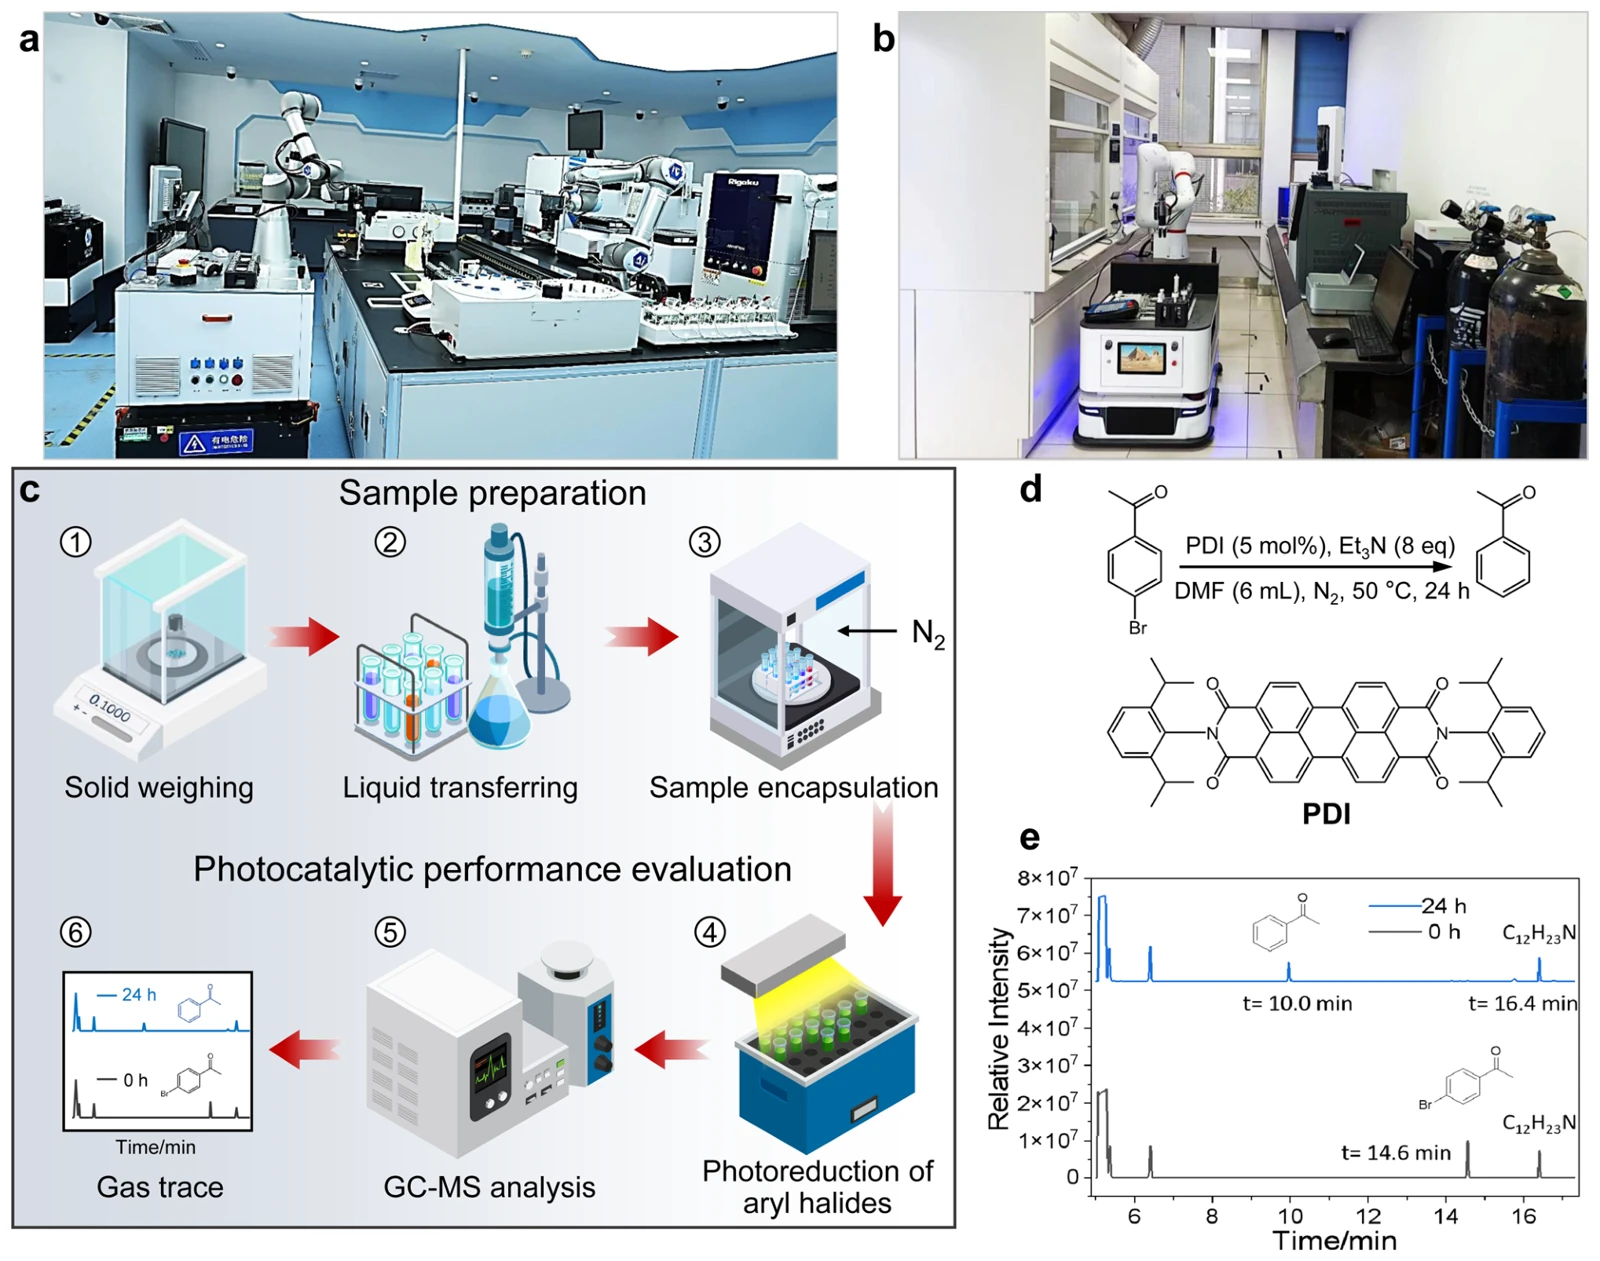 a
b
Rigaku
有电危险
c
Sample preparation
①
②
③
0.1000
+ -
N₂
Solid weighing
Liquid transferring
Sample encapsulation
Photocatalytic performance evaluation
⑥
⑤
④
24 h
O
0 h
O
Br
Time/min
Gas trace
GC-MS analysis
Photoreduction of
aryl halides
d
O
O
PDI (5 mol%), Et₃N (8 eq)
DMF (6 mL), N₂, 50 °C, 24 h
Br
O
O
N
N
O
O
PDI
e
8×10⁷
7×10⁷
6×10⁷
5×10⁷
4×10⁷
3×10⁷
2×10⁷
1×10⁷
0
Relative Intensity
O
24 h
0 h
C₁₂H₂₃N
t= 10.0 min
t= 16.4 min
O
Br
C₁₂H₂₃N
t= 14.6 min
6
8
10
12
14
16
Time/min